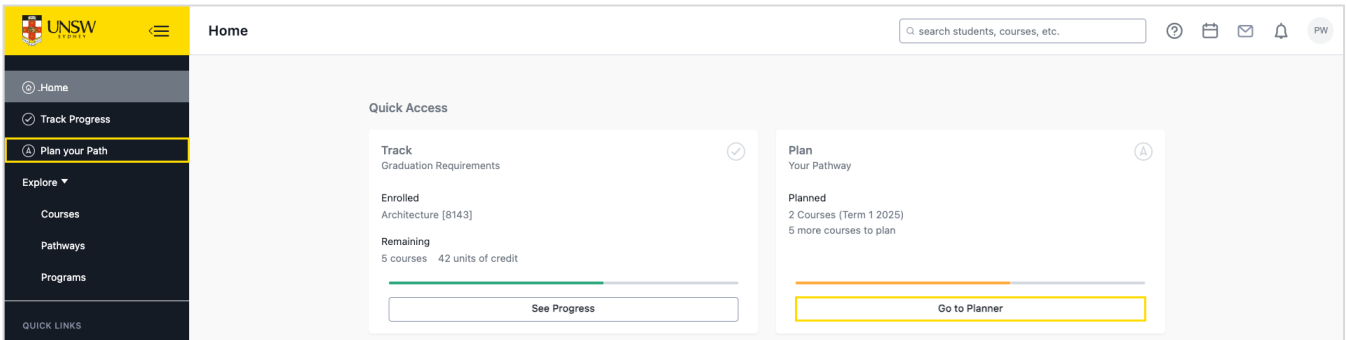 UNSW
SYDNEY
Home
search students, courses, etc.
PW
Home
Track Progress
A Plan your Path
Explore
Courses
Pathways
Programs
QUICK LINKS
Quick Access
Track
Graduation Requirements
Enrolled
Architecture [8143]
Remaining
5 courses 42 units of credit
See Progress
Plan
Your Pathway
A
Planned
2 Courses (Term 1 2025)
5 more courses to plan
Go to Planner